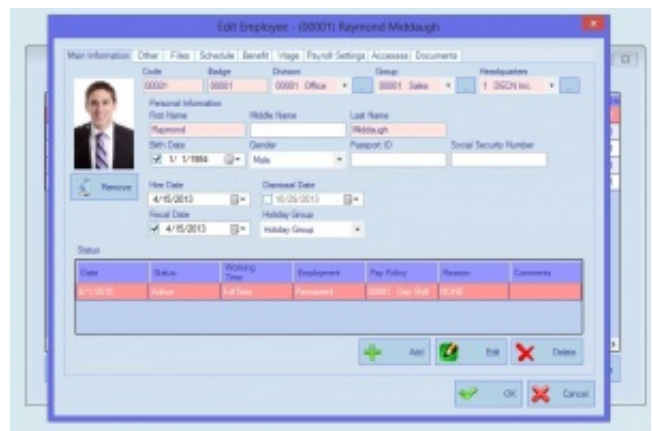 Edit Employee - (00001) Raymond Middaugh
Main Information Other Files Schedule Benefit Wage Payroll Settings Accesses Documents
Code Badge Division Group Headquarters
00001 00001 00001 Office 00001 Sales 1 Inc.
Personal Information
First Name Middle Name Last Name
Raymond Middaugh
Birth Date Gender Passport ID Social Security Number
1/ 1/1984 Male
Remove
Hire Date Dismissal Date
4/15/2013 10/29/2013
Fiscal Date Holiday Group
4/15/2013 Holiday Group
Status
Date Status Working Time Employment Pay Policy Reason Comments
6/1/2010 Active Full Time Permanent 00001 Day Shift NONE
Add Edit Delete
OK Cancel